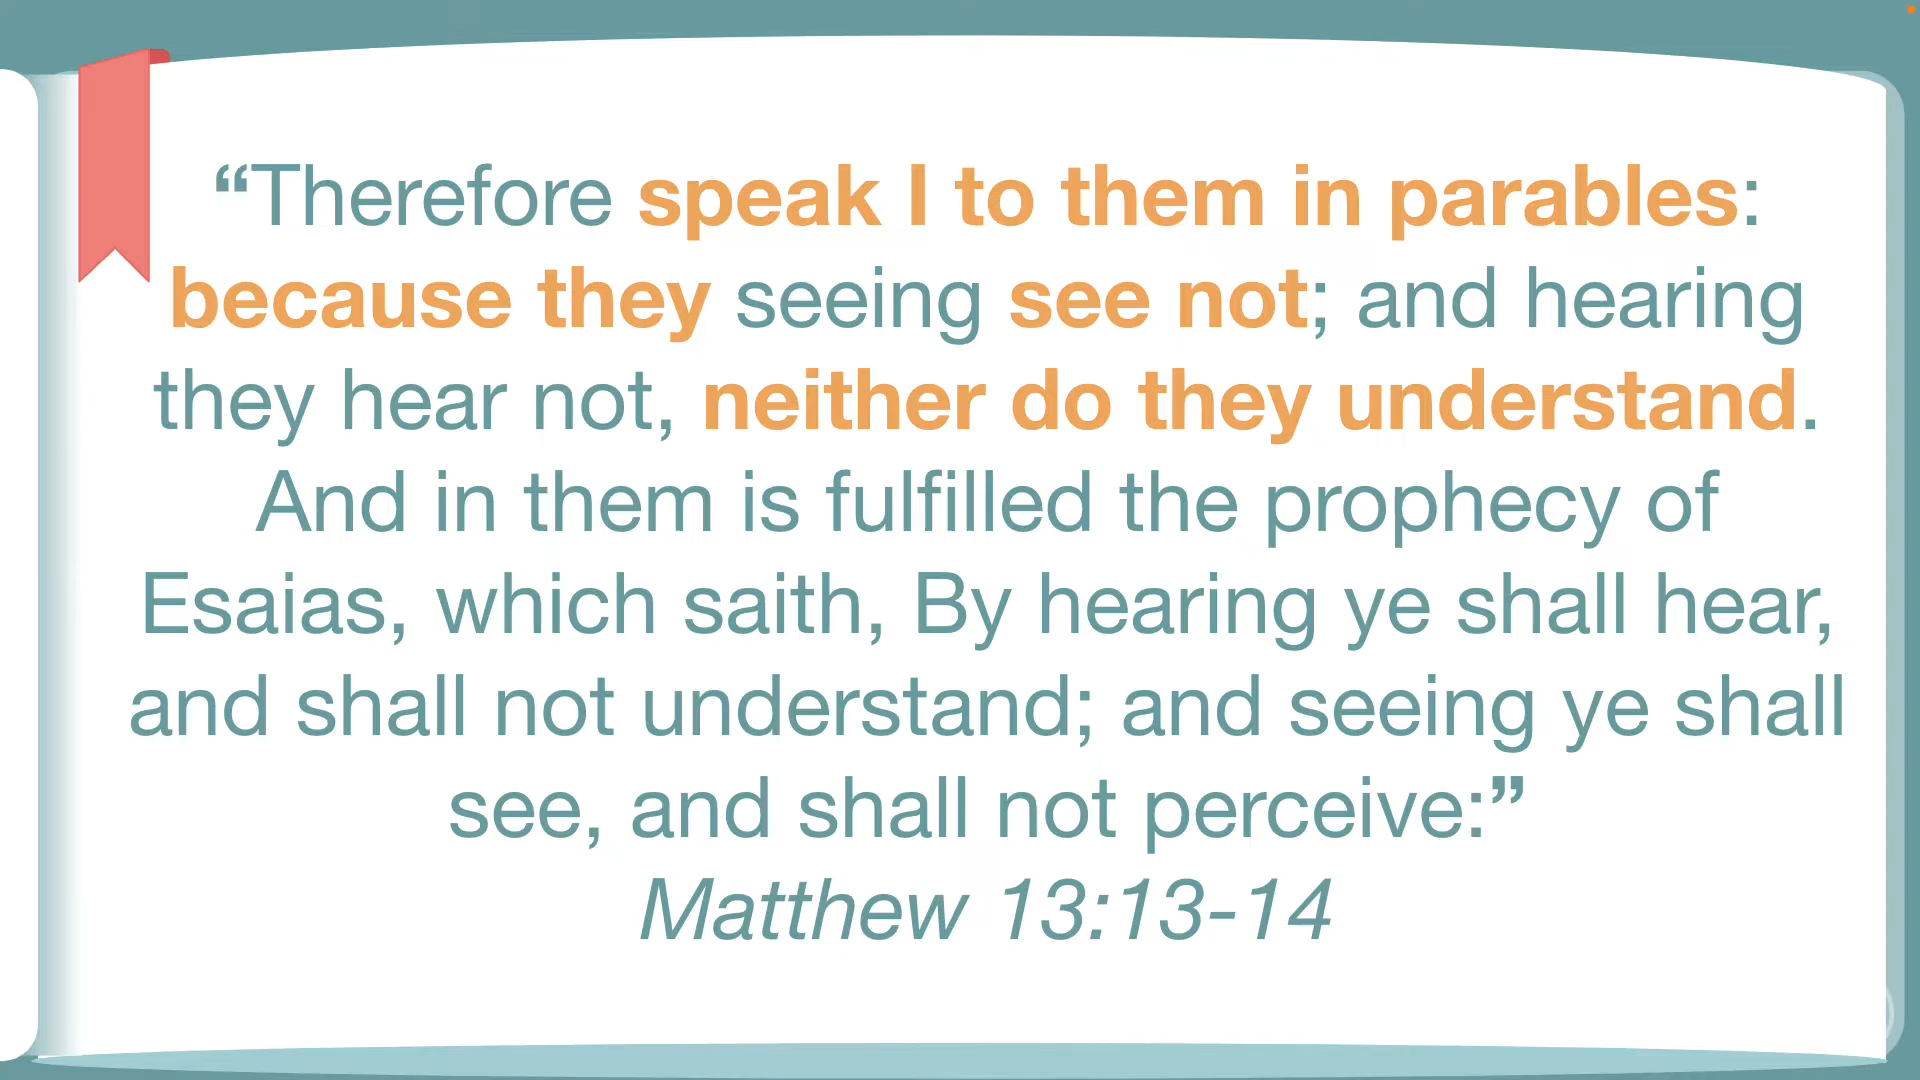 “Therefore speak I to them in parables:
because they seeing see not; and hearing
they hear not, neither do they understand.
And in them is fulfilled the prophecy of
Esaias, which saith, By hearing ye shall hear,
and shall not understand; and seeing ye shall
see, and shall not perceive:”
Matthew 13:13-14